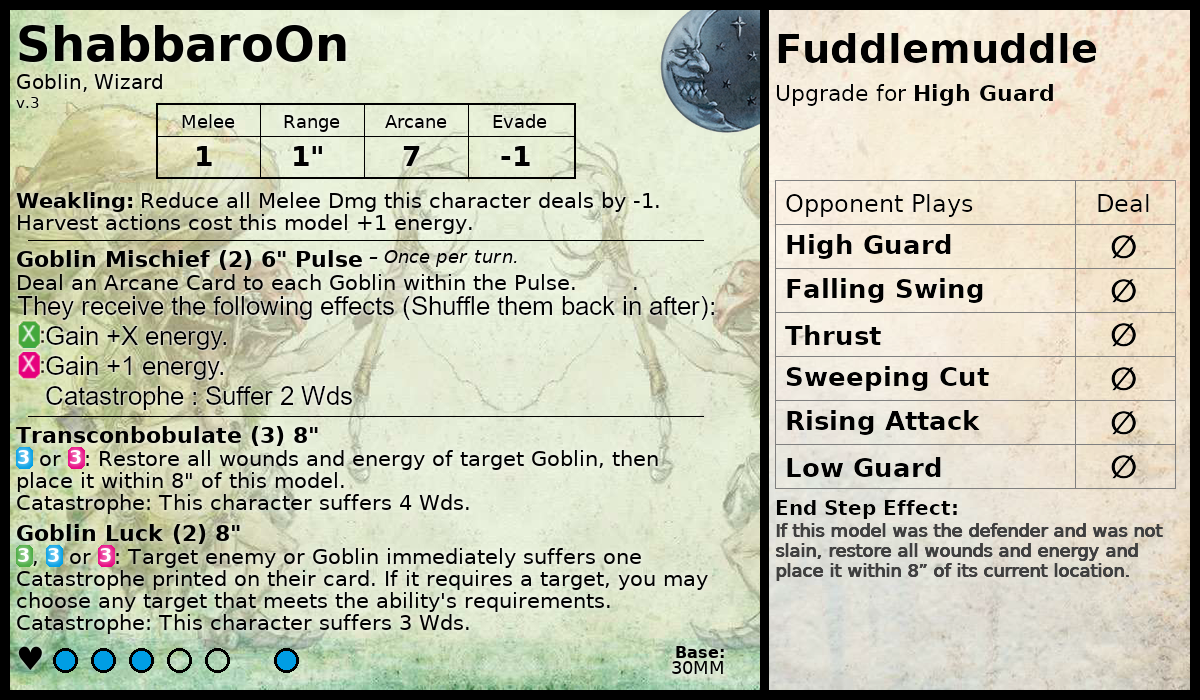 ShabbaroOn
Goblin, Wizard
v.3
Melee Range Arcane Evade
1 1" 7 -1
Weakling: Reduce all Melee Dmg this character deals by -1.
Harvest actions cost this model +1 energy.
Goblin Mischief (2) 6" Pulse – Once per turn.
Deal an Arcane Card to each Goblin within the Pulse. .
They receive the following effects (Shuffle them back in after):
X:Gain +X energy.
X:Gain +1 energy.
Catastrophe : Suffer 2 Wds
Transconbobulate (3) 8"
3 or 3: Restore all wounds and energy of target Goblin, then
place it within 8" of this model.
Catastrophe: This character suffers 4 Wds.
Goblin Luck (2) 8"
3, 3 or 3: Target enemy or Goblin immediately suffers one
Catastrophe printed on their card. If it requires a target, you may
choose any target that meets the ability's requirements.
Catastrophe: This character suffers 3 Wds.
Base:
30MM
Fuddlemuddle
Upgrade for High Guard
Opponent Plays Deal
High Guard ∅
Falling Swing ∅
Thrust ∅
Sweeping Cut ∅
Rising Attack ∅
Low Guard ∅
End Step Effect:
If this model was the defender and was not
slain, restore all wounds and energy and
place it within 8” of its current location.